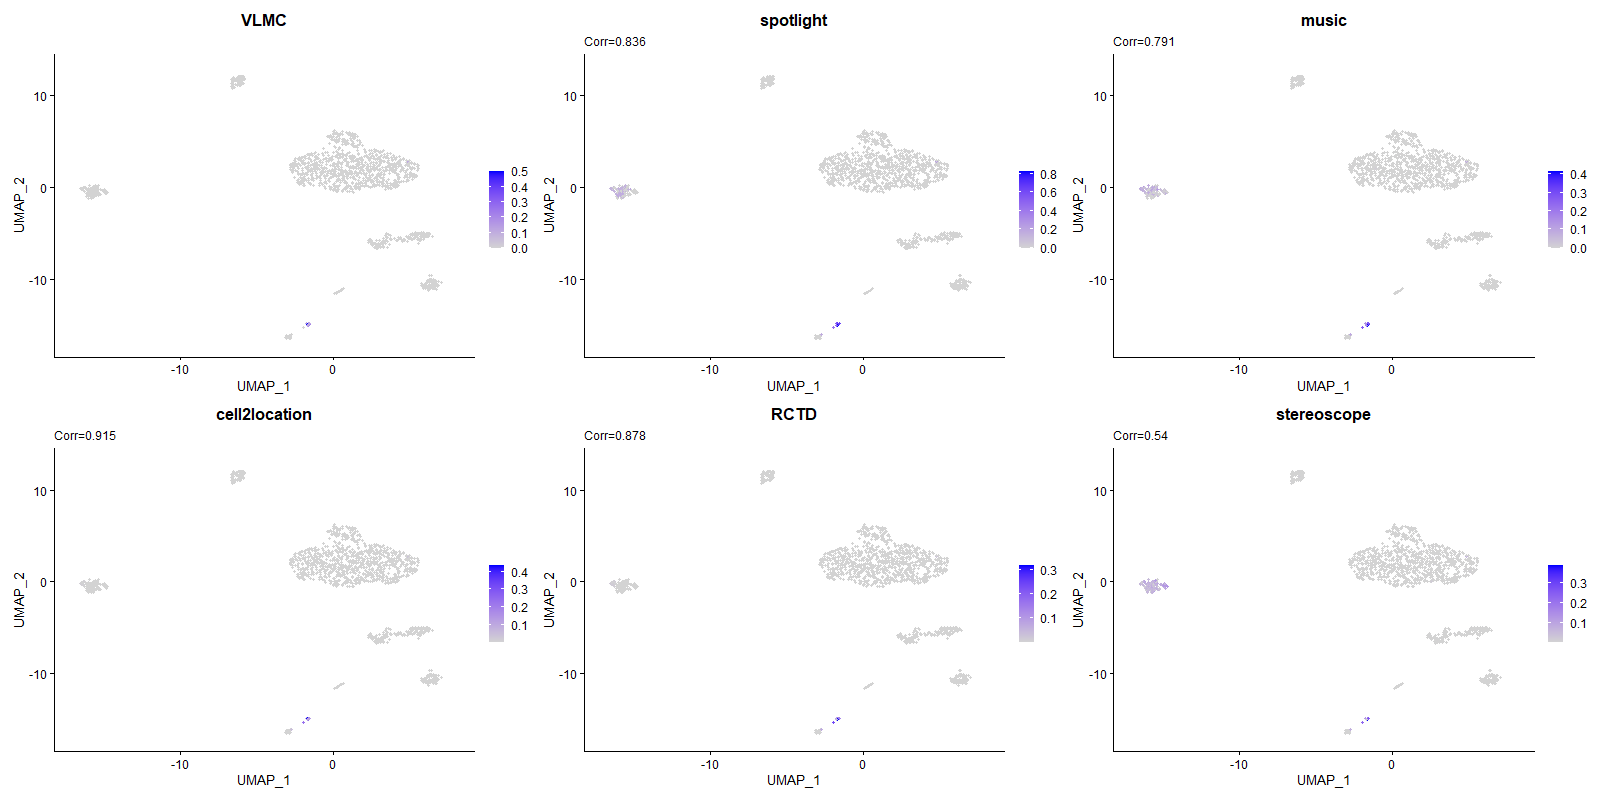 VLMC
10
0
-10
-10
0
UMAP_1
UMAP_2
0.5
0.4
0.3
0.2
0.1
0.0
spotlight
Corr=0.836
10
0
-10
-10
0
UMAP_1
UMAP_2
0.8
0.6
0.4
0.2
0.0
music
Corr=0.791
10
0
-10
-10
0
UMAP_1
UMAP_2
0.4
0.3
0.2
0.1
0.0
cell2location
Corr=0.915
10
0
-10
-10
0
UMAP_1
UMAP_2
0.4
0.3
0.2
0.1
RCTD
Corr=0.878
10
0
-10
-10
0
UMAP_1
UMAP_2
0.3
0.2
0.1
stereoscope
Corr=0.54
10
0
-10
-10
0
UMAP_1
UMAP_2
0.3
0.2
0.1